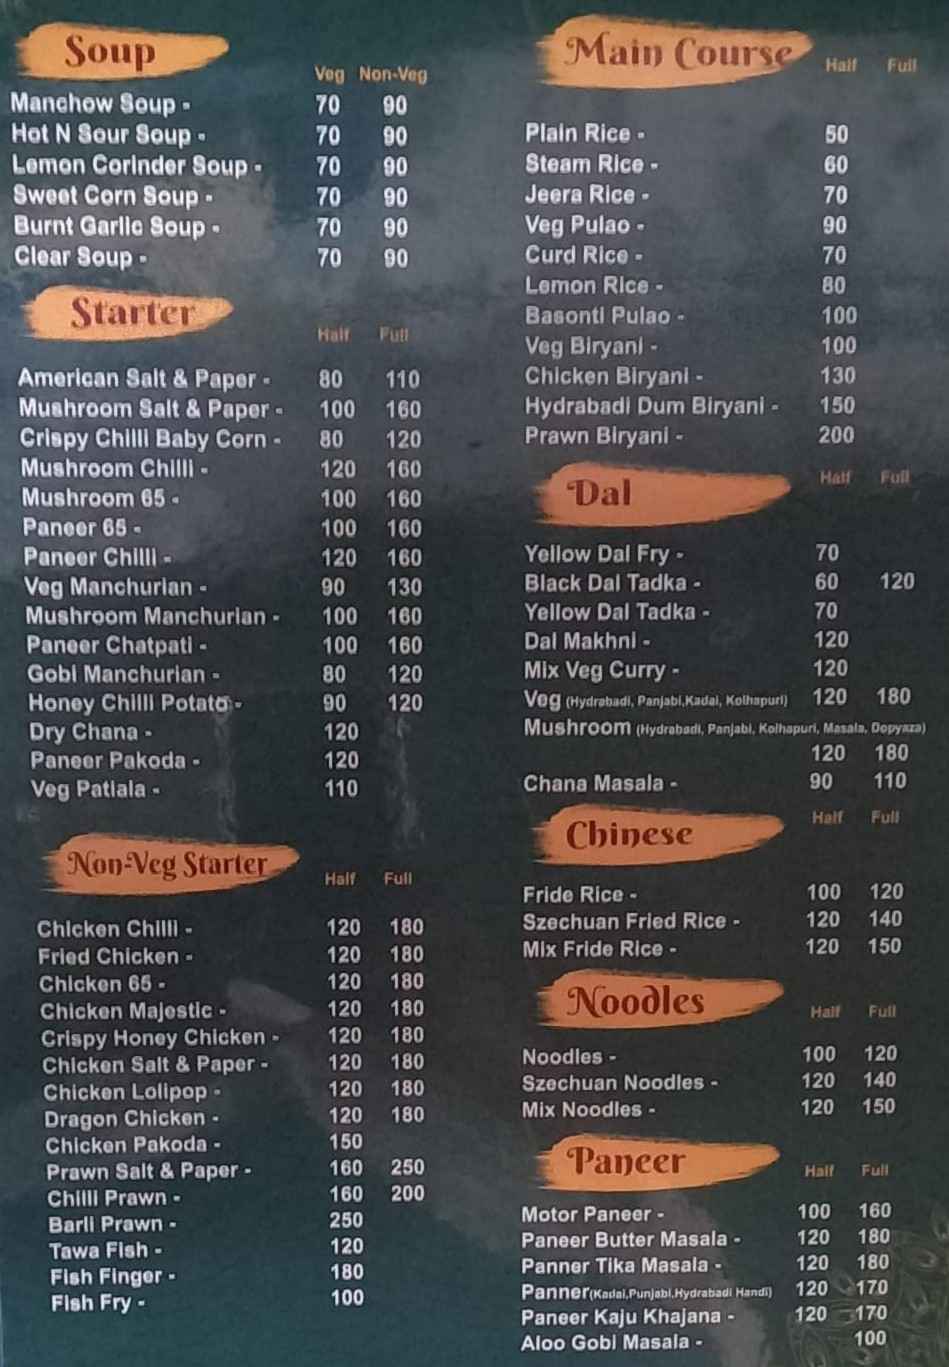 Soup
Veg Non-Veg
Manchow Soup - 70 90
Hot N Sour Soup - 70 90
Lemon Corinder Soup - 70 90
Sweet Corn Soup - 70 90
Burnt Garlic Soup - 70 90
Clear Soup - 70 90
Starter
Half Full
American Salt & Paper - 80 110
Mushroom Salt & Paper - 100 160
Crispy Chilli Baby Corn - 80 120
Mushroom Chilli - 120 160
Mushroom 65 - 100 160
Paneer 65 - 100 160
Paneer Chilli - 120 160
Veg Manchurian - 90 130
Mushroom Manchurian - 100 160
Paneer Chatpati - 100 160
Gobi Manchurian - 80 120
Honey Chilli Potato - 90 120
Dry Chana - 120
Paneer Pakoda - 120
Veg Patiala - 110
Non-Veg Starter
Half Full
Chicken Chilli - 120 180
Fried Chicken - 120 180
Chicken 65 - 120 180
Chicken Majestic - 120 180
Crispy Honey Chicken - 120 180
Chicken Salt & Paper - 120 180
Chicken Lolipop - 120 180
Dragon Chicken - 120 180
Chicken Pakoda - 150
Prawn Salt & Paper - 160 250
Chilli Prawn - 160 200
Barli Prawn - 250
Tawa Fish - 120
Fish Finger - 180
Fish Fry - 100
Main Course
Half Full
Plain Rice - 50
Steam Rice - 60
Jeera Rice - 70
Veg Pulao - 90
Curd Rice - 70
Lemon Rice - 80
Basonti Pulao - 100
Veg Biryani - 100
Chicken Biryani - 130
Hydrabadi Dum Biryani - 150
Prawn Biryani - 200
Dal
Half Full
Yellow Dal Fry - 70
Black Dal Tadka - 60 120
Yellow Dal Tadka - 70
Dal Makhni - 120
Mix Veg Curry - 120
Veg (Hydrabadi, Panjabi,Kadai, Kolhapuri) 120 180
Mushroom (Hydrabadi, Panjabi, Kolhapuri, Masala, Dopyaza)
120 180
Chana Masala - 90 110
Chinese
Half Full
Fride Rice - 100 120
Szechuan Fried Rice - 120 140
Mix Fride Rice - 120 150
Noodles
Half Full
Noodles - 100 120
Szechuan Noodles - 120 140
Mix Noodles - 120 150
Paneer
Half Full
Motor Paneer - 100 160
Paneer Butter Masala - 120 180
Panner Tika Masala - 120 180
Panner(Kadai,Punjabi,Hydrabadi Handi) 120 170
Paneer Kaju Khajana - 120 170
Aloo Gobi Masala - 100